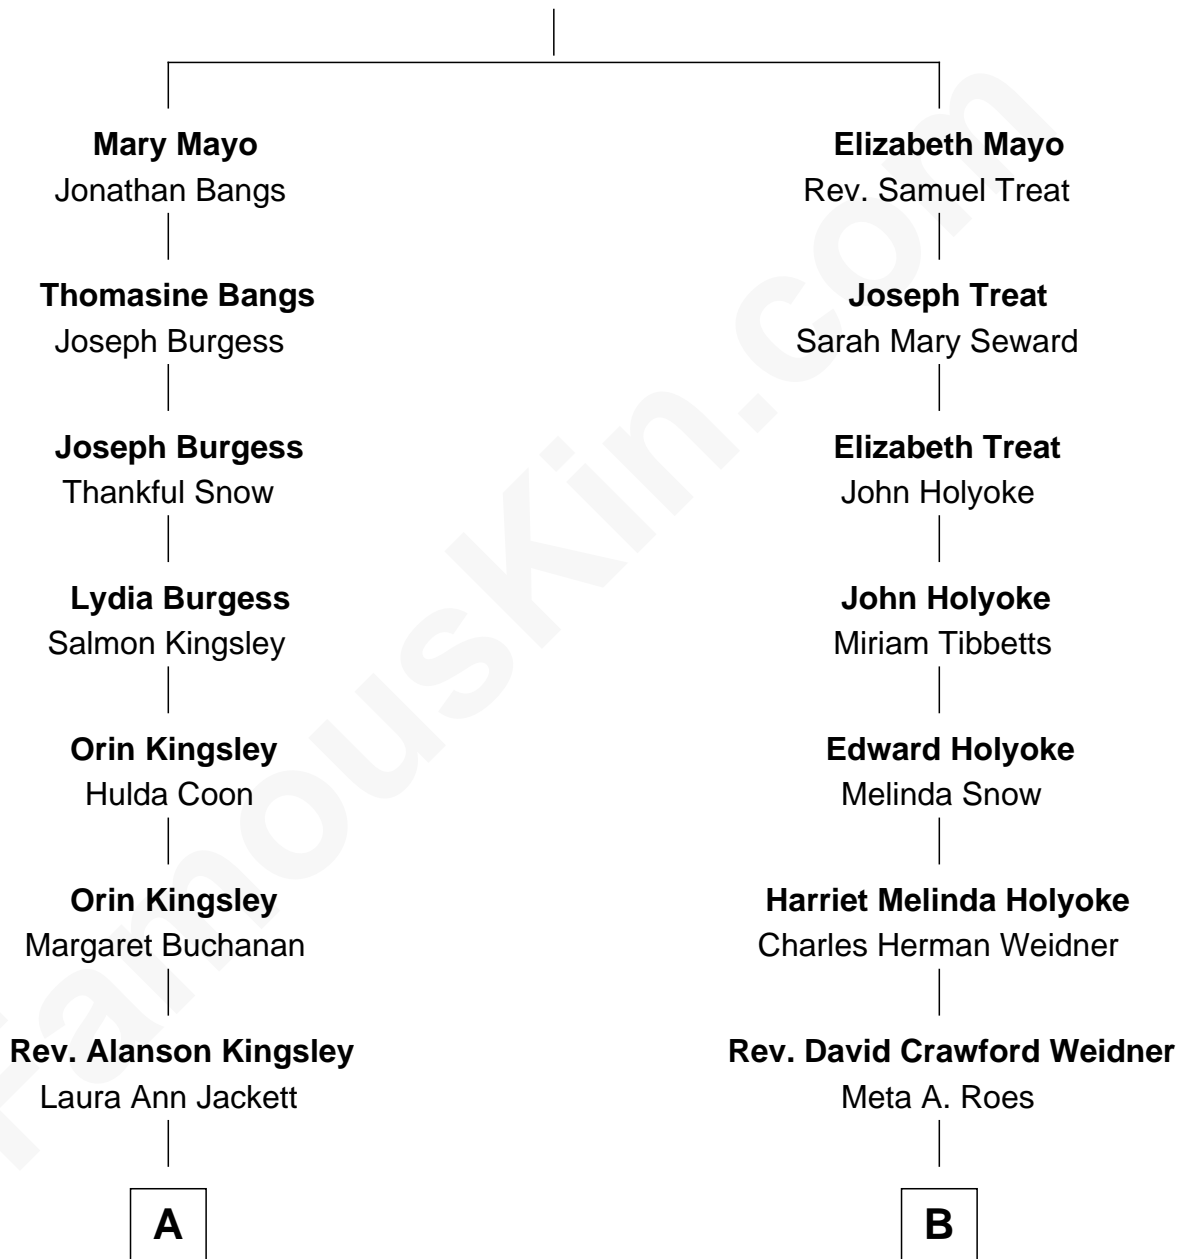 Mary Mayo
Jonathan Bangs
Thomasine Bangs
Joseph Burgess
Joseph Burgess
Thankful Snow
Lydia Burgess
Salmon Kingsley
Orin Kingsley
Hulda Coon
Orin Kingsley
Margaret Buchanan
Rev. Alanson Kingsley
Laura Ann Jackett
A
Elizabeth Mayo
Rev. Samuel Treat
Joseph Treat
Sarah Mary Seward
Elizabeth Treat
John Holyoke
John Holyoke
Miriam Tibbetts
Edward Holyoke
Melinda Snow
Harriet Melinda Holyoke
Charles Herman Weidner
Rev. David Crawford Weidner
Meta A. Roes
B
FamousKin.com